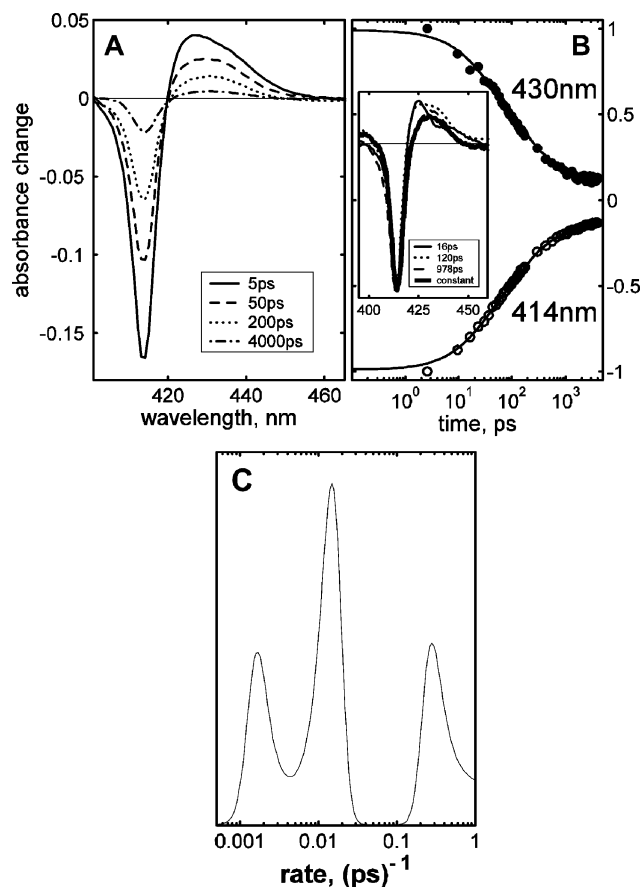 A
0.05
0
-0.05
-0.1
-0.15
absorbance change
5ps
50ps
200ps
4000ps
420
440
460
wavelength, nm
B
430nm
414nm
16ps
120ps
978ps
constant
400
425
450
1
0.5
0
-0.5
-1
10^0
10^1
10^2
10^3
time, ps
C
0.001
0.01
0.1
1
rate, (ps)^-1